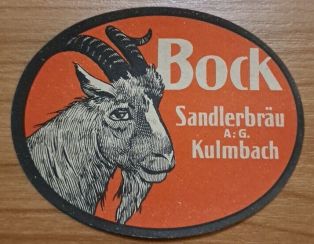 Bock
Sandlerbräu
A:G.
Kulmbach